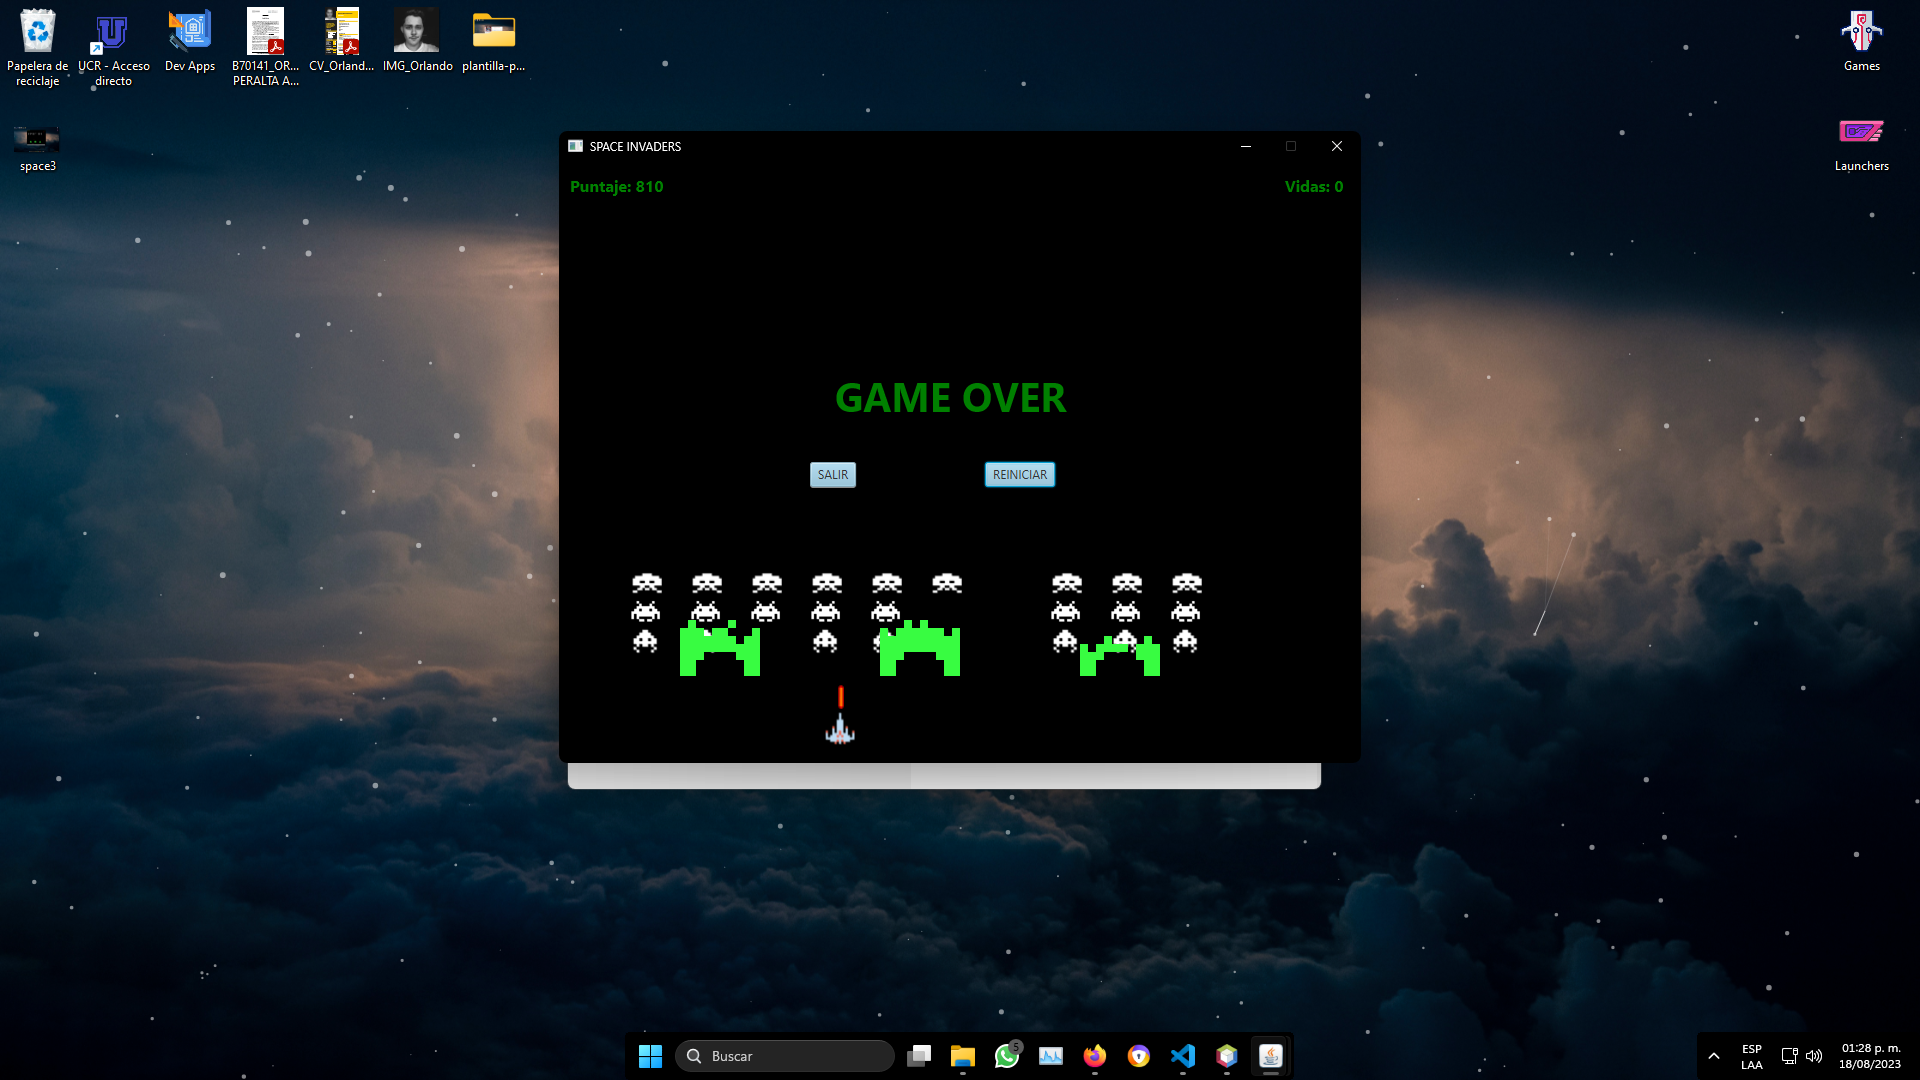 Papelera de
reciclaje
UCR - Acceso
directo
Dev Apps
B70141_OR...
PERALTA A...
CV_Orland...
IMG_Orlando
plantilla-p...
Games
space3
Launchers
SPACE INVADERS
Puntaje: 810
Vidas: 0
GAME OVER
SALIR
REINICIAR
Buscar
5
ESP
LAA
01:28 p. m.
18/08/2023